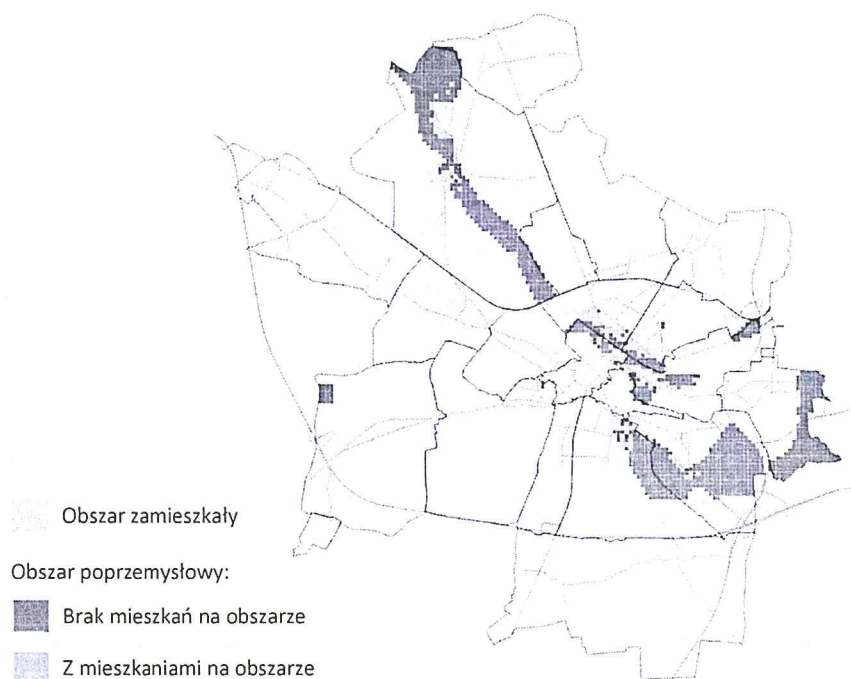 Obszar zamieszkały
Obszar poprzemysłowy:
Brak mieszkań na obszarze
Z mieszkaniami na obszarze